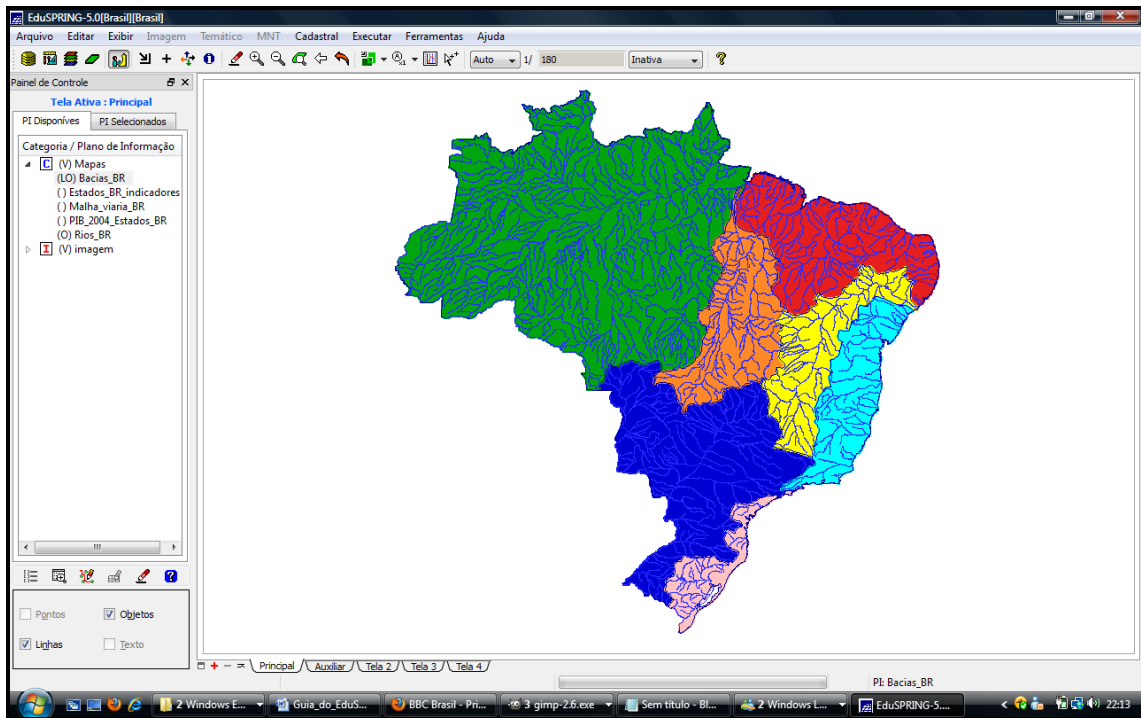 EduSPRING-5.0[Brasil][Brasil]
Arquivo Editar Exibir Imagem Temático MNT Cadastral Executar Ferramentas Ajuda
Auto 1/ 180 Inativa
Painel de Controle
Tela Ativa : Principal
PI Disponíves PI Selecionados
Categoria / Plano de Informação
C (V) Mapas
(LO) Bacias_BR
( ) Estados_BR_indicadores
( ) Malha_viaria_BR
( ) PIB_2004_Estados_BR
(O) Rios_BR
I (V) imagem
Pontos Objetos
Linhas Texto
Principal Auxiliar Tela 2 Tela 3 Tela 4
PI: Bacias_BR
2 Windows E... Guia_do_EduS... BBC Brasil - Pri... 3 gimp-2.6.exe Sem título - Bl... 2 Windows L... EduSPRING-5.... 22:13